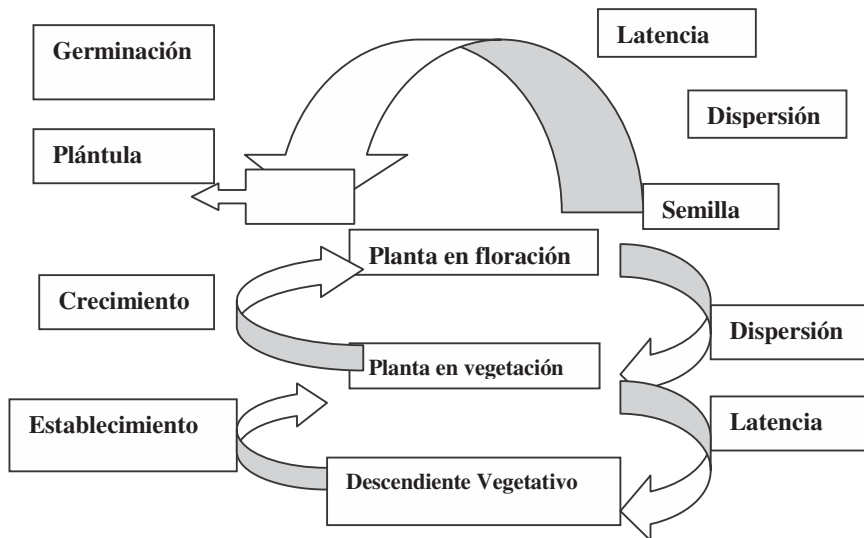 Latencia
Germinación
Dispersión
Plántula
Semilla
Planta en floración
Crecimiento
Dispersión
Planta en vegetación
Establecimiento
Latencia
Descendiente Vegetativo